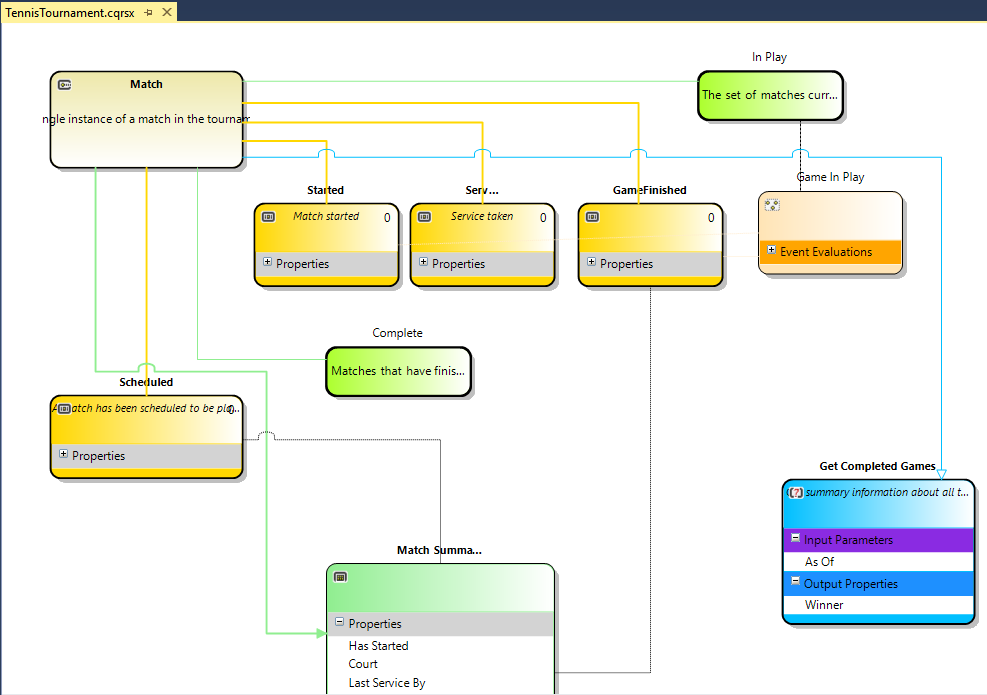 TennisTournament.cqrsx
In Play
Match
The set of matches curr...
ngle instance of a match in the tournar
Game In Play
Started
Serv...
GameFinished
Match started 0
Service taken 0
0
Properties
Properties
Properties
Event Evaluations
Complete
Matches that have finis...
Scheduled
atch has been scheduled to be pla...
Properties
Get Completed Games
summary information about all t...
Input Parameters
As Of
Output Properties
Winner
Match Summa...
Properties
Has Started
Court
Last Service By